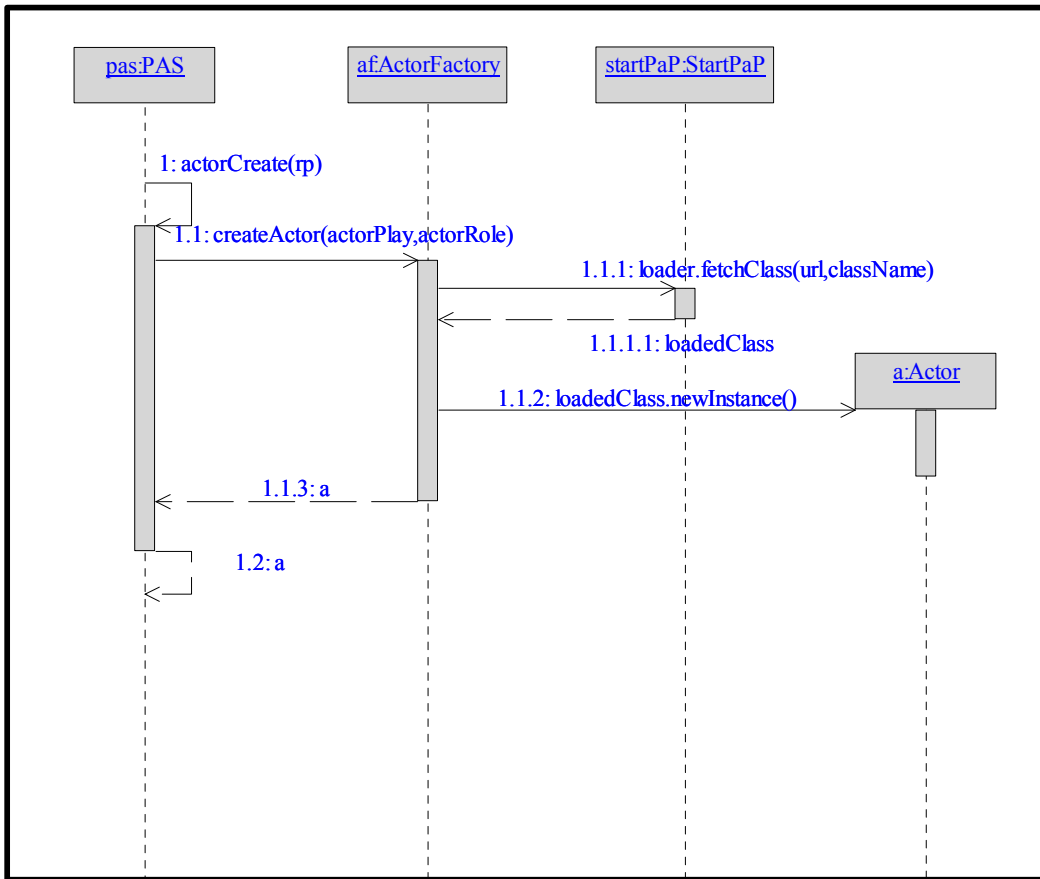 pas:PAS
af:ActorFactory
startPaP:StartPaP
1: actorCreate(rp)
1.1: createActor(actorPlay,actorRole)
1.1.1: loader.fetchClass(url,className)
1.1.1.1: loadedClass
a:Actor
1.1.2: loadedClass.newInstance()
1.1.3: a
1.2: a